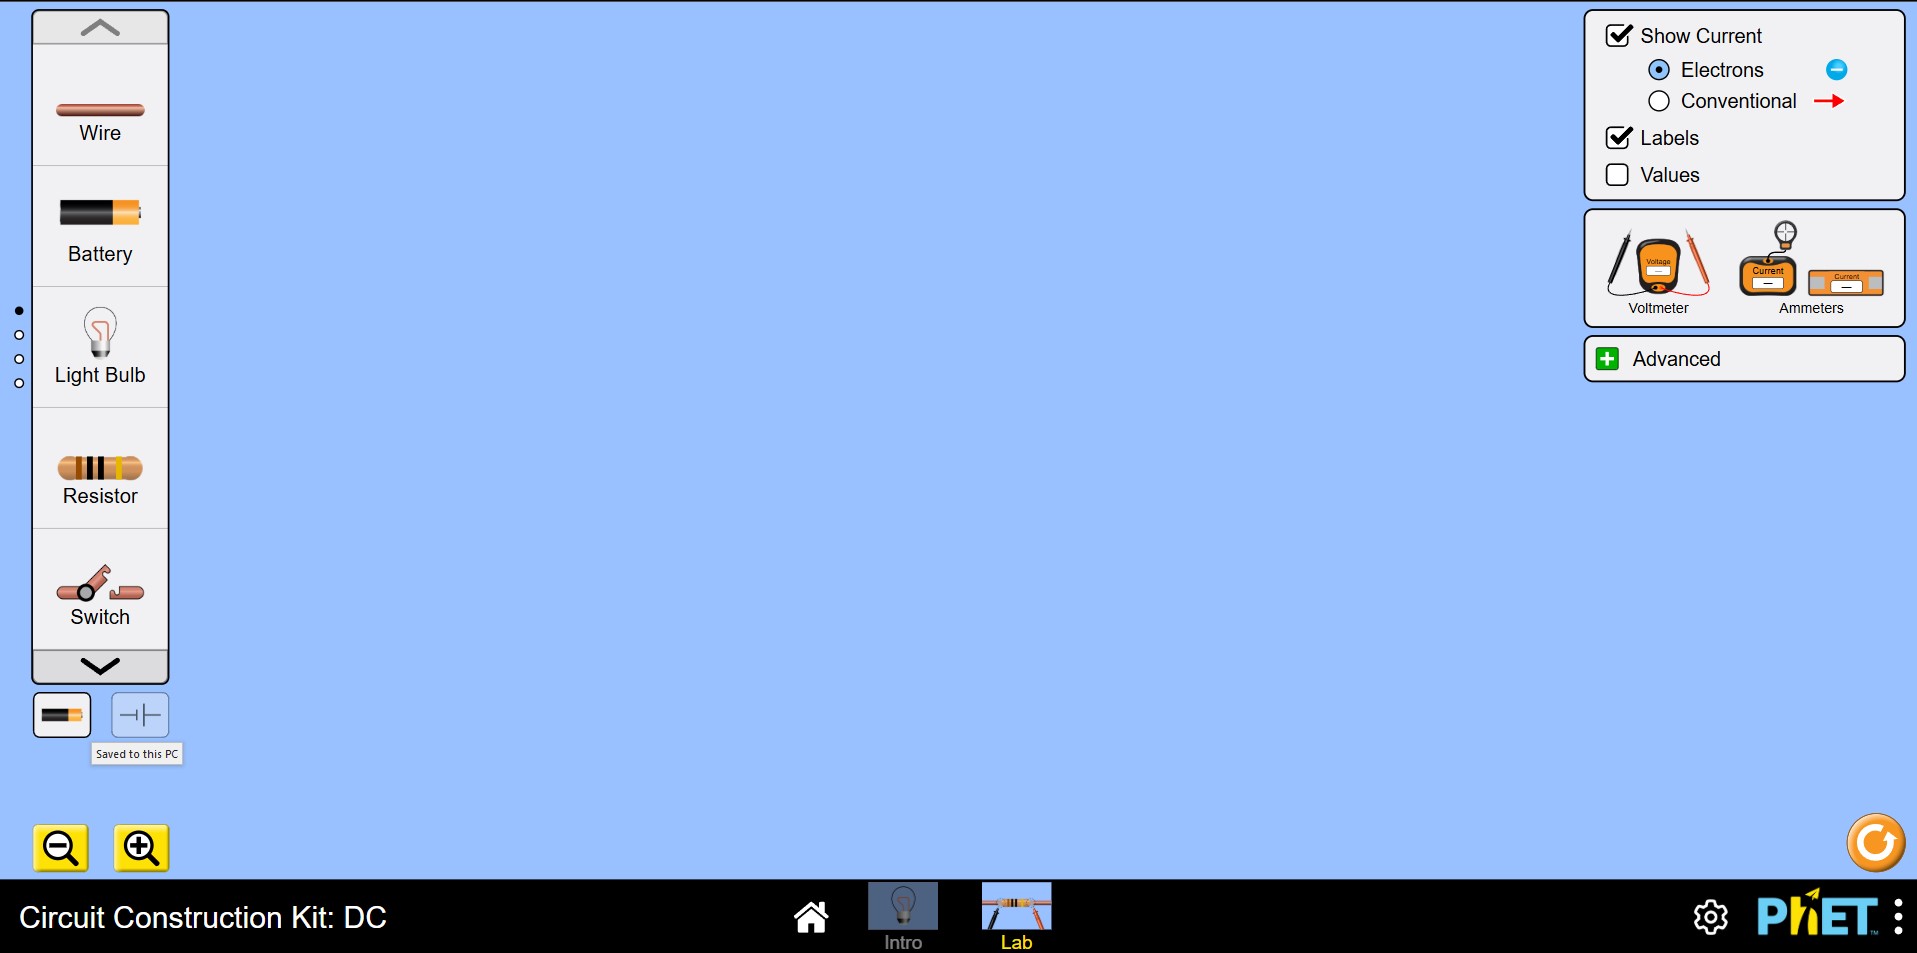 Wire
Battery
Light Bulb
Resistor
Switch
Saved to this PC
Show Current
Electrons
Conventional
Labels
Values
Voltage
Current
Current
Voltmeter
Ammeters
Advanced
Circuit Construction Kit: DC
Intro
Lab
PhET